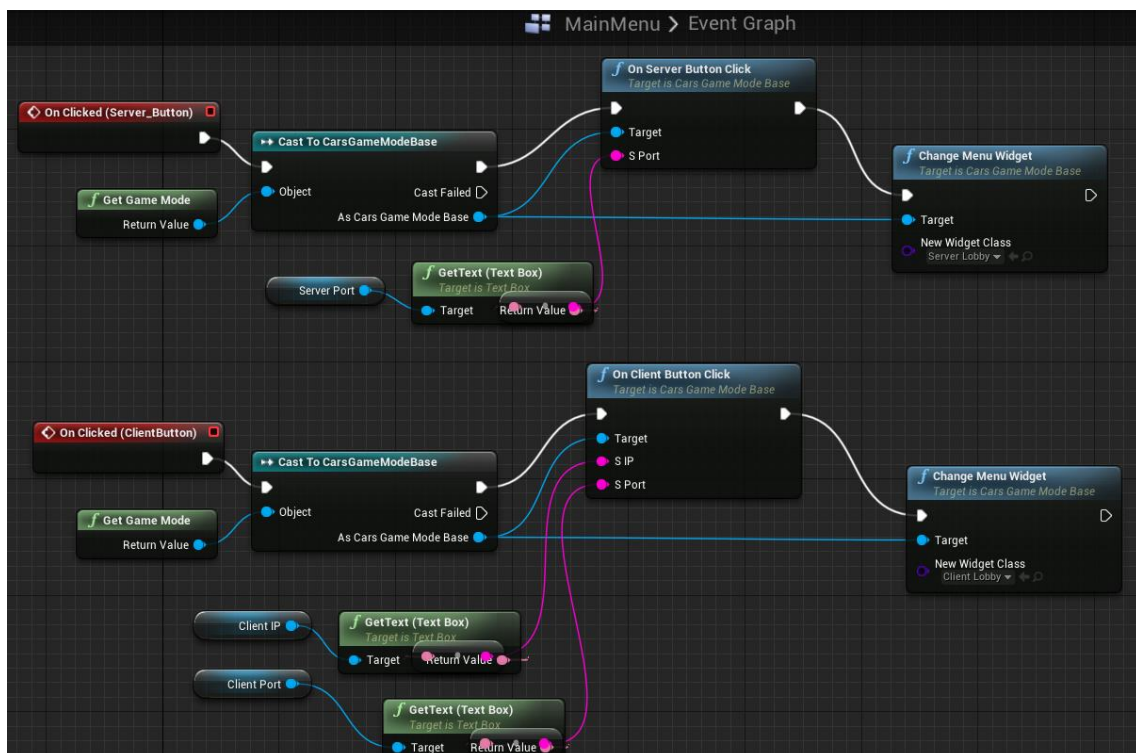 MainMenu > Event Graph
On Server Button Click
Target is Cars Game Mode Base
Target
S Port
On Clicked (Server_Button)
Cast To CarsGameModeBase
Object
Cast Failed
As Cars Game Mode Base
Get Game Mode
Return Value
Change Menu Widget
Target is Cars Game Mode Base
Target
New Widget Class
Server Lobby
Server Port
GetText (Text Box)
Target is Text Box
Target
Return Value
On Client Button Click
Target is Cars Game Mode Base
Target
S IP
S Port
On Clicked (ClientButton)
Cast To CarsGameModeBase
Object
Cast Failed
As Cars Game Mode Base
Get Game Mode
Return Value
Change Menu Widget
Target is Cars Game Mode Base
Target
New Widget Class
Client Lobby
Client IP
GetText (Text Box)
Target is Text Box
Target
Return Value
Client Port
GetText (Text Box)
Target is Text Box
Target
Return Value